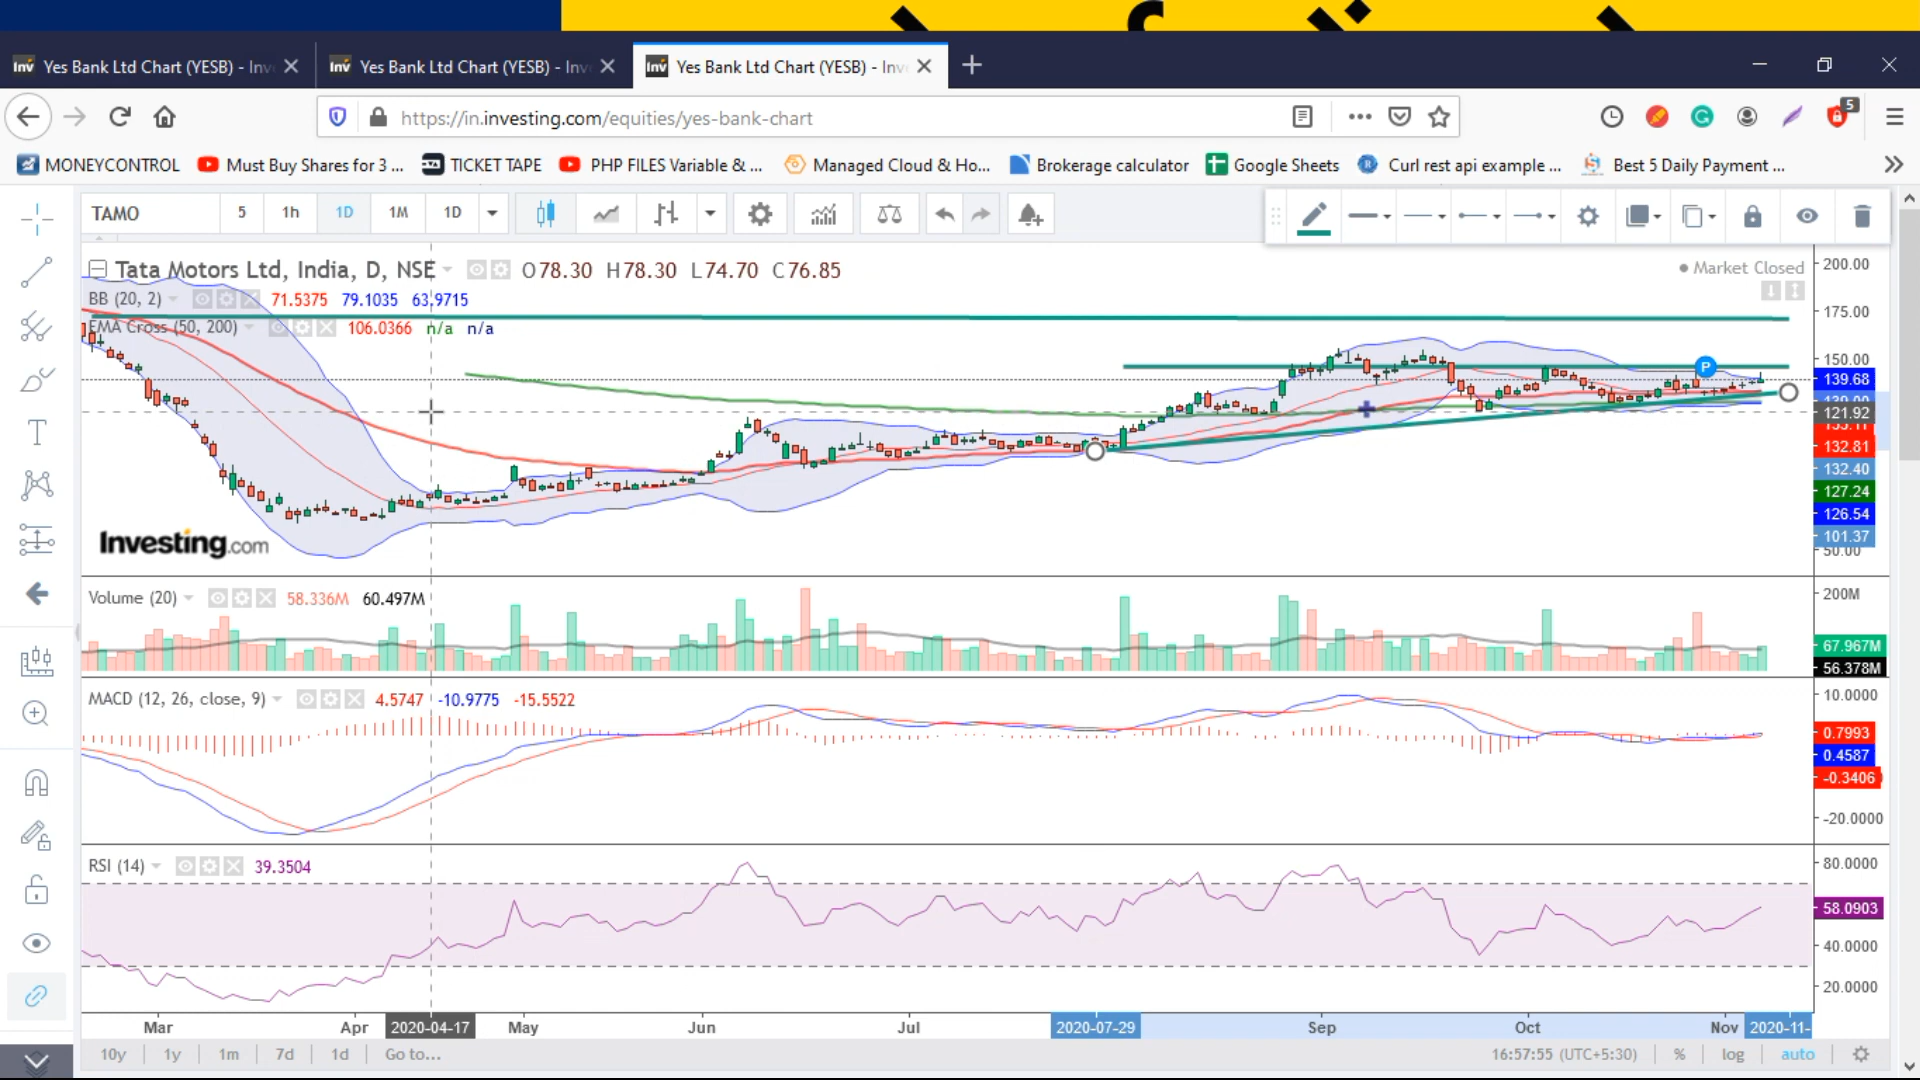 Yes Bank Ltd Chart (YESB) - Inv
Yes Bank Ltd Chart (YESB) - Inv
Yes Bank Ltd Chart (YESB) - Inv
https://in.investing.com/equities/yes-bank-chart
5
MONEYCONTROL
Must Buy Shares for 3 ...
TICKET TAPE
PHP FILES Variable & ...
Managed Cloud & Ho...
Brokerage calculator
Google Sheets
Curl rest api example ...
Best 5 Daily Payment ...
TAMO
5
1h
1D
1M
1D
Tata Motors Ltd, India, D, NSE
O78.30 H78.30 L74.70 C76.85
Market Closed
BB (20, 2) 71.5375 79.1035 63.9715
EMA Cross (50, 200) 106.0366 n/a n/a
P
Investing.com
200.00
175.00
150.00
139.68
121.92
132.81
132.40
127.24
126.54
101.37
50.00
Volume (20) 58.336M 60.497M
200M
67.967M
56.378M
MACD (12, 26, close, 9) 4.5747 -10.9775 -15.5522
10.0000
0.7993
0.4587
-0.3406
-20.0000
RSI (14) 39.3504
80.0000
58.0903
40.0000
20.0000
Mar Apr 2020-04-17 May Jun Jul 2020-07-29 Sep Oct Nov 2020-11-
10y 1y 1m 7d 1d Go to...
16:57:55 (UTC+5:30) % log auto